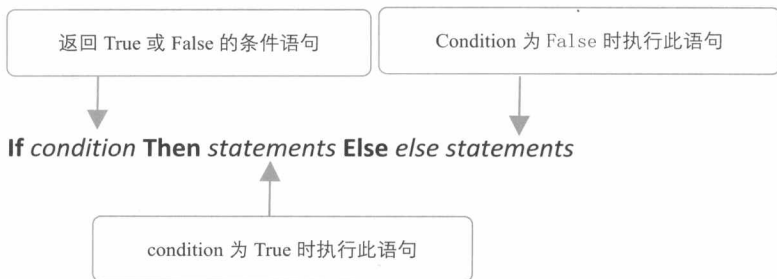 返回 True 或 False 的条件语句
Condition 为 False 时执行此语句
If condition Then statements Else else statements
condition 为 True 时执行此语句